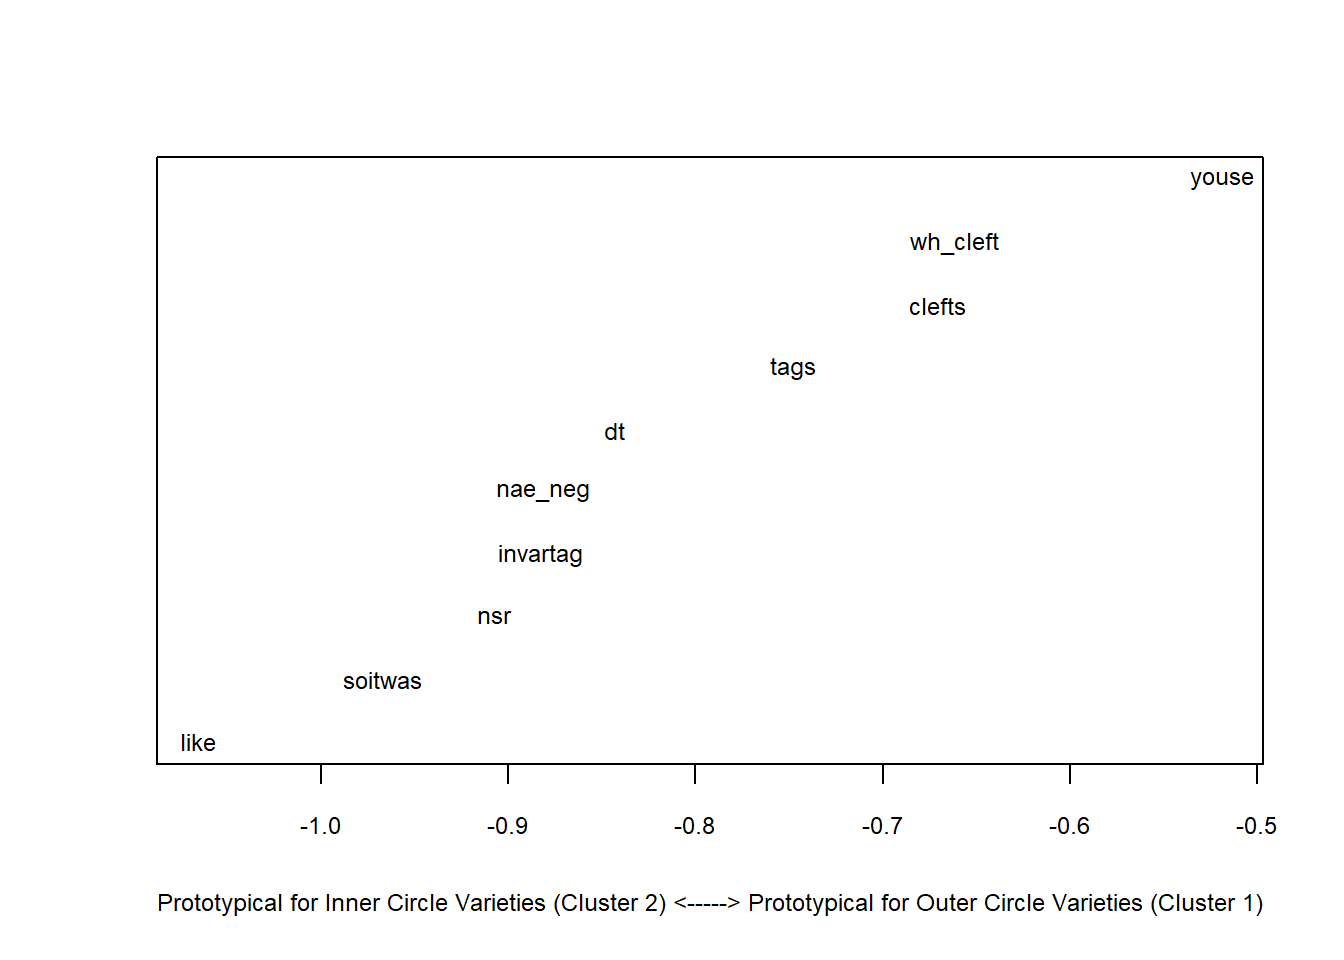 youse
wh_cleft
clefts
tags
dt
nae_neg
invartag
nsr
soitwas
like
-1.0 -0.9 -0.8 -0.7 -0.6 -0.5
Prototypical for Inner Circle Varieties (Cluster 2) <-----> Prototypical for Outer Circle Varieties (Cluster 1)